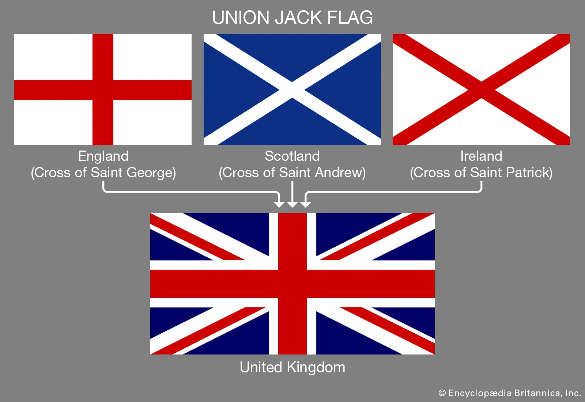 UNION JACK FLAG
England
(Cross of Saint George)
Scotland
(Cross of Saint Andrew)
Ireland
(Cross of Saint Patrick)
United Kingdom
© Encyclopædia Britannica, Inc.